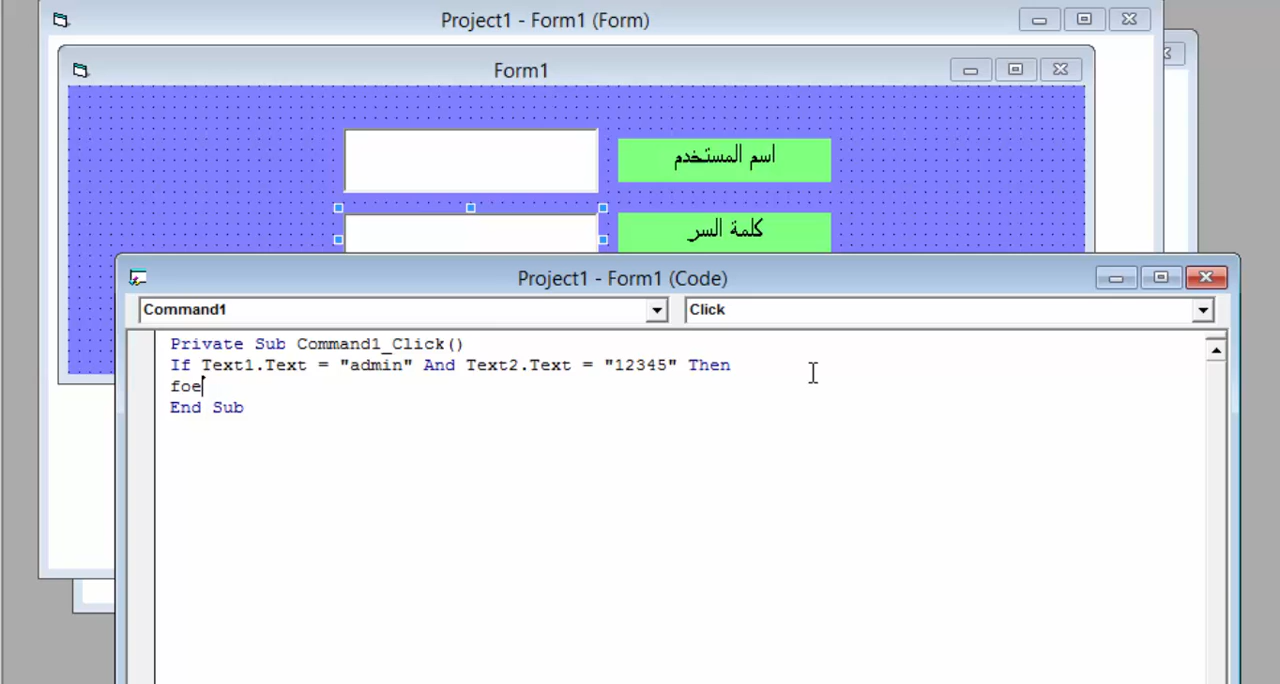 Project1 - Form1 (Form)
Form1
اسم المستخدم
كلمة السر
Project1 - Form1 (Code)
Command1
Click
Private Sub Command1_Click()
If Text1.Text = "admin" And Text2.Text = "12345" Then
foe
End Sub